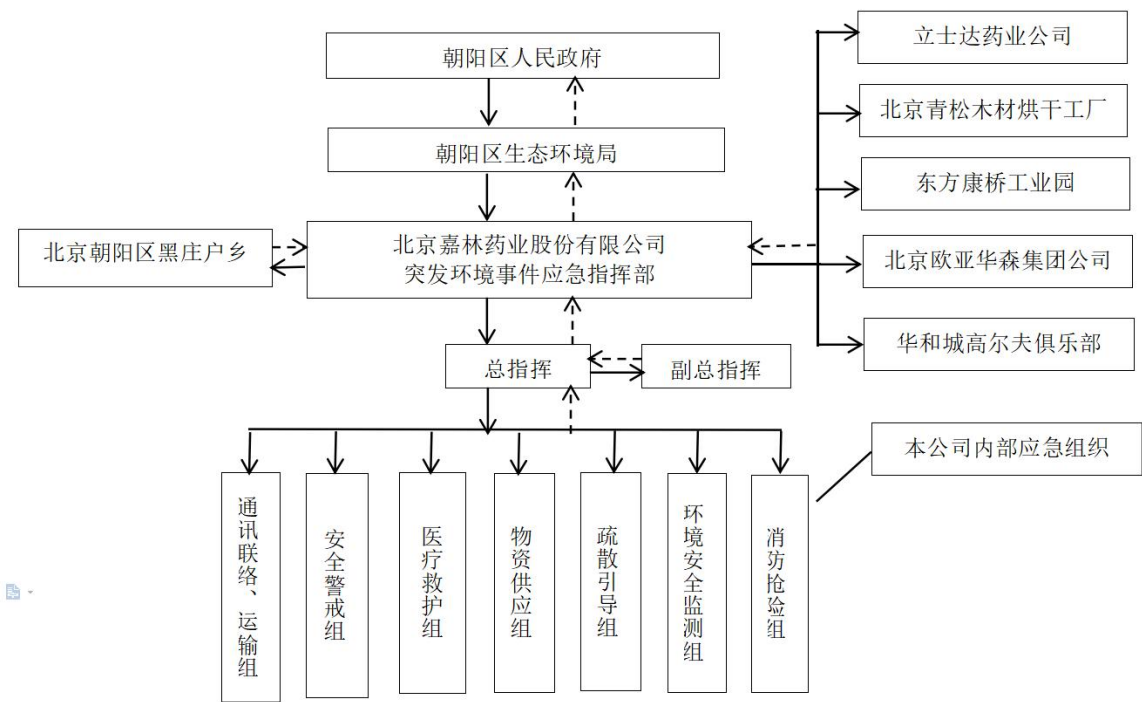 朝阳区人民政府
朝阳区生态环境局
北京朝阳区黑庄户乡
北京嘉林药业股份有限公司
突发环境事件应急指挥部
立士达药业公司
北京青松木材烘干工厂
东方康桥工业园
北京欧亚华森集团公司
华和城高尔夫俱乐部
总指挥
副总指挥
本公司内部应急组织
通讯联络、运输组
安全警戒组
医疗救护组
物资供应组
疏散引导组
环境安全监测组
消防抢险组